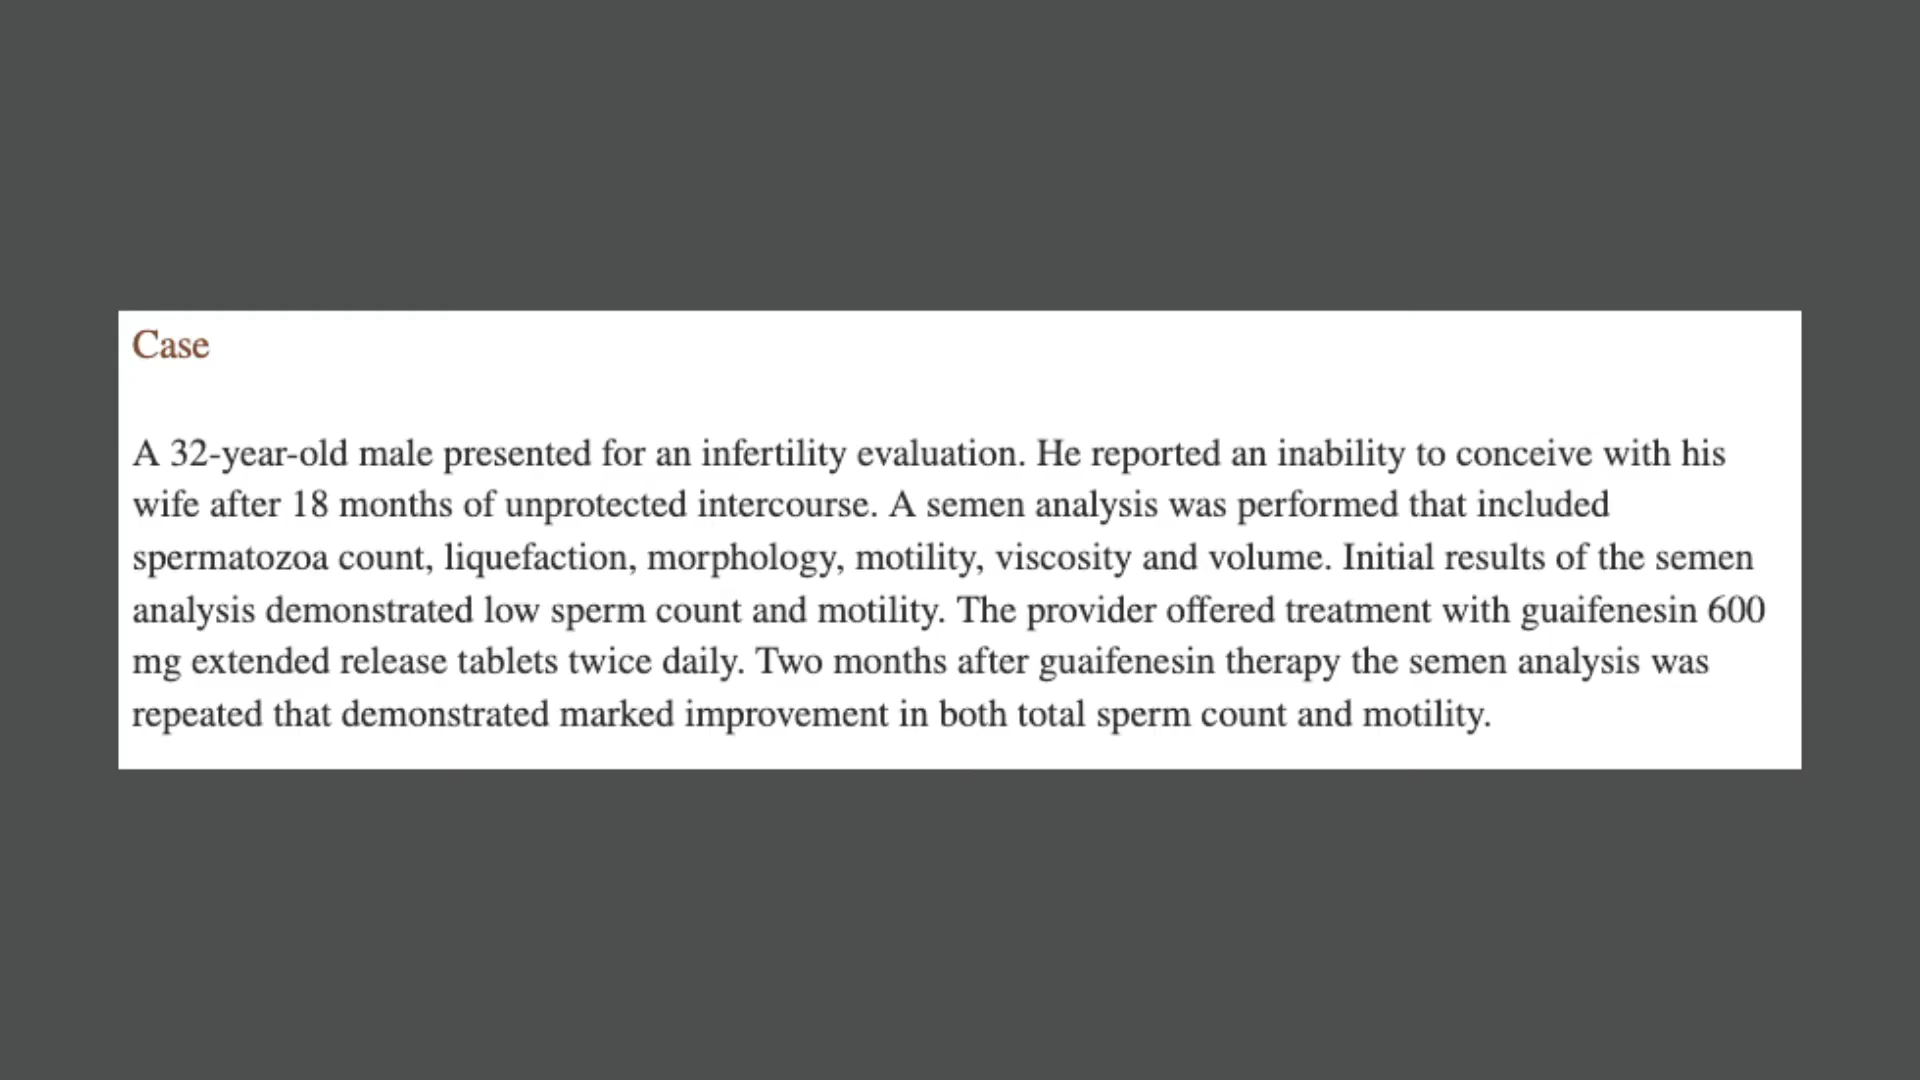 Case
A 32-year-old male presented for an infertility evaluation. He reported an inability to conceive with his
wife after 18 months of unprotected intercourse. A semen analysis was performed that included
spermatozoa count, liquefaction, morphology, motility, viscosity and volume. Initial results of the semen
analysis demonstrated low sperm count and motility. The provider offered treatment with guaifenesin 600
mg extended release tablets twice daily. Two months after guaifenesin therapy the semen analysis was
repeated that demonstrated marked improvement in both total sperm count and motility.